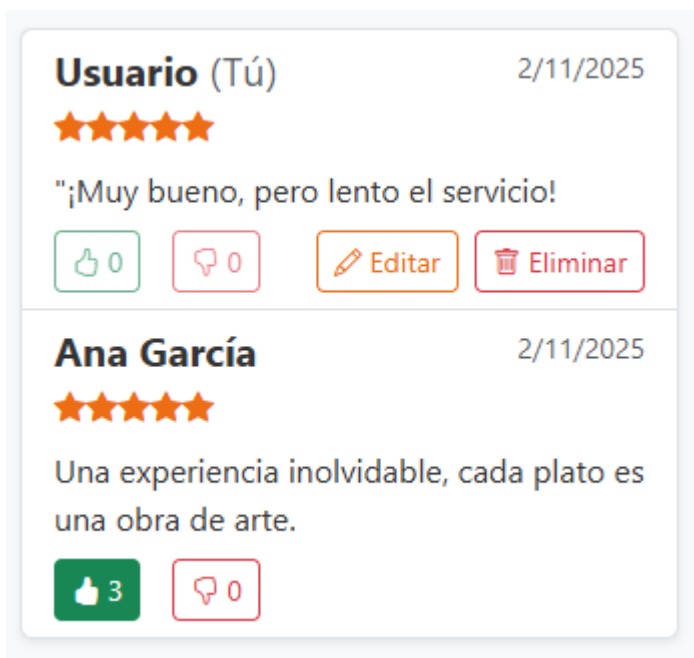 Usuario (Tú) 2/11/2025
"¡Muy bueno, pero lento el servicio!
0 0 Editar Eliminar
Ana García 2/11/2025
Una experiencia inolvidable, cada plato es
una obra de arte.
3 0